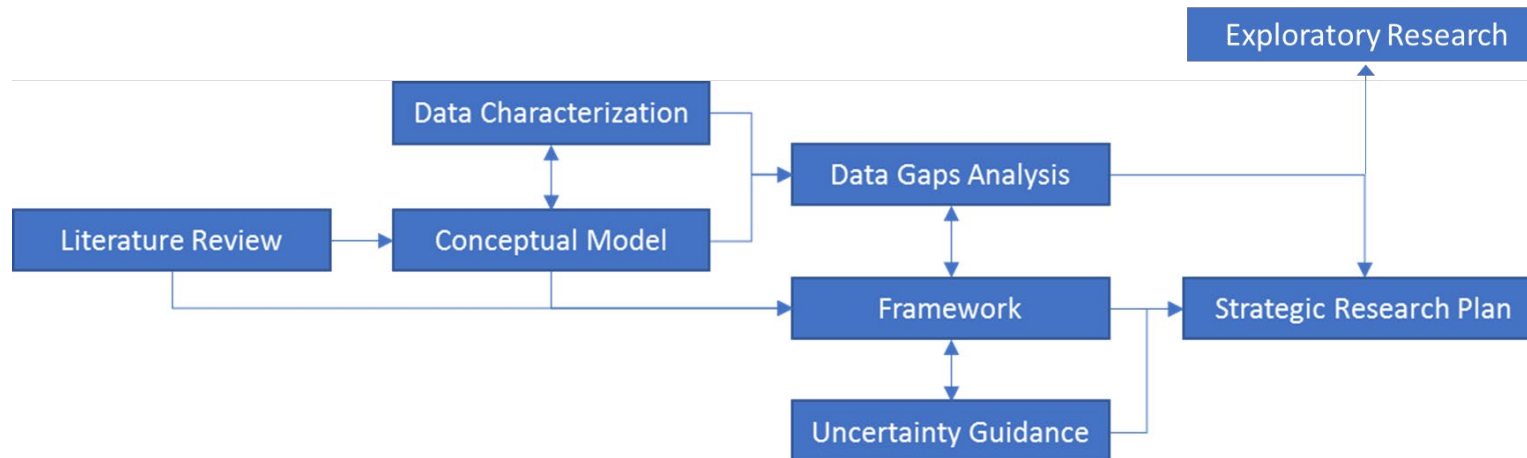 Exploratory Research
Data Characterization
Data Gaps Analysis
Literature Review
Conceptual Model
Framework
Strategic Research Plan
Uncertainty Guidance